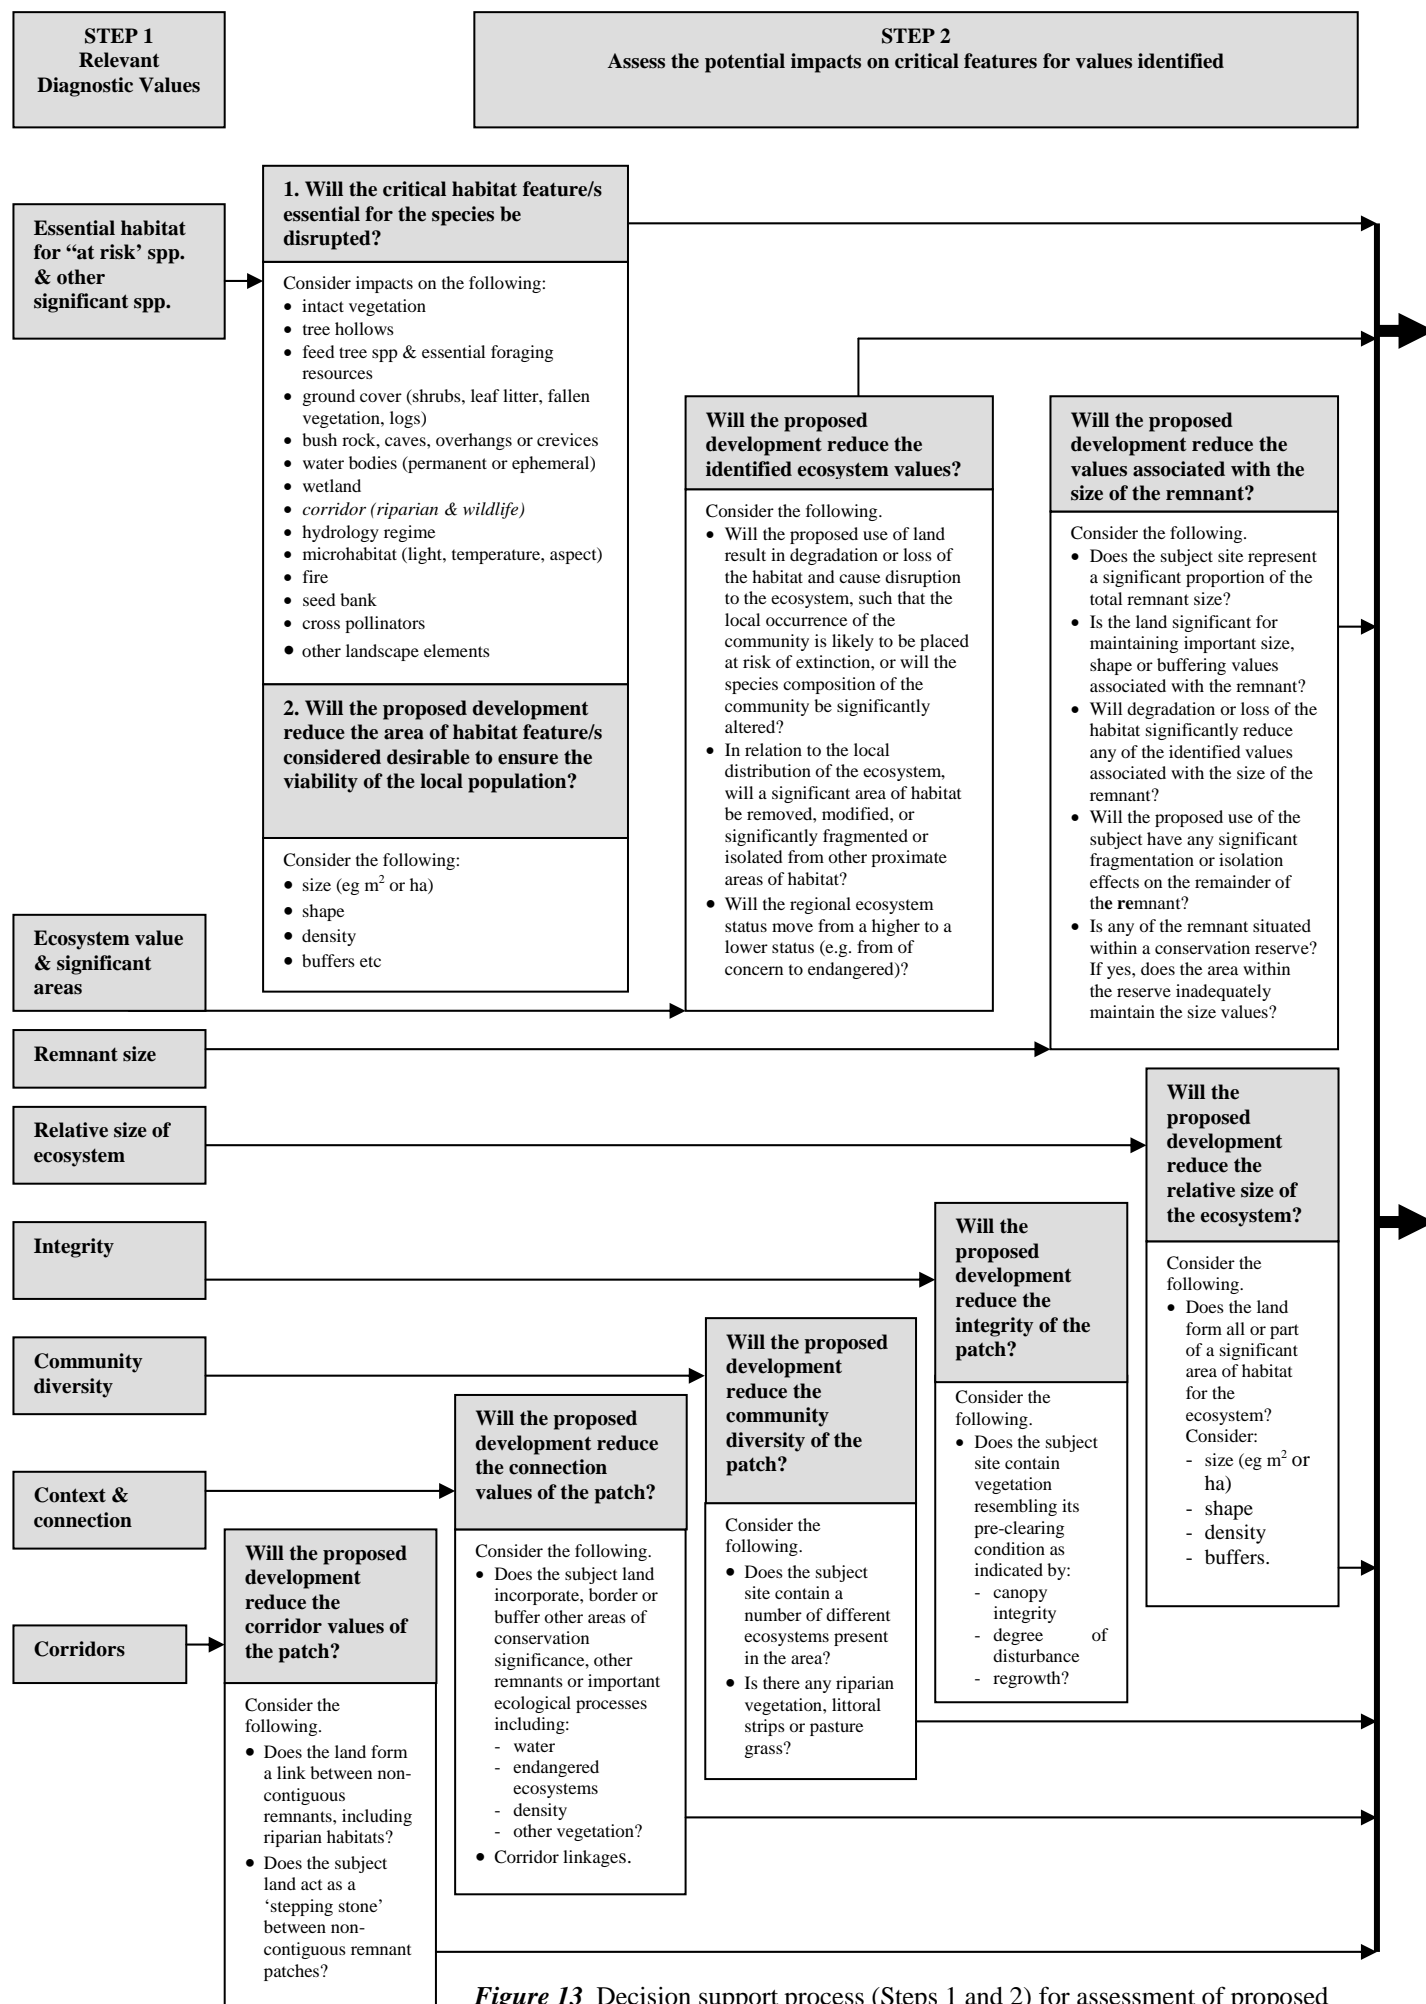 STEP 1
Relevant
Diagnostic Values
STEP 2
Assess the potential impacts on critical features for values identified
Essential habitat
for “at risk’ spp.
& other
significant spp.
1. Will the critical habitat feature/s
essential for the species be
disrupted?
Consider impacts on the following:
• intact vegetation
• tree hollows
• feed tree spp & essential foraging
resources
• ground cover (shrubs, leaf litter, fallen
vegetation, logs)
• bush rock, caves, overhangs or crevices
• water bodies (permanent or ephemeral)
• wetland
• corridor (riparian & wildlife)
• hydrology regime
• microhabitat (light, temperature, aspect)
• fire
• seed bank
• cross pollinators
• other landscape elements
2. Will the proposed development
reduce the area of habitat feature/s
considered desirable to ensure the
viability of the local population?
Consider the following:
• size (eg m² or ha)
• shape
• density
• buffers etc
Ecosystem value
& significant
areas
Will the proposed
development reduce the
identified ecosystem values?
Consider the following.
• Will the proposed use of land
result in degradation or loss of
the habitat and cause disruption
to the ecosystem, such that the
local occurrence of the
community is likely to be placed
at risk of extinction, or will the
species composition of the
community be significantly
altered?
• In relation to the local
distribution of the ecosystem,
will a significant area of habitat
be removed, modified, or
significantly fragmented or
isolated from other proximate
areas of habitat?
• Will the regional ecosystem
status move from a higher to a
lower status (e.g. from of
concern to endangered)?
Remnant size
Will the proposed
development reduce the
values associated with the
size of the remnant?
Consider the following.
• Does the subject site represent
a significant proportion of the
total remnant size?
• Is the land significant for
maintaining important size,
shape or buffering values
associated with the remnant?
• Will degradation or loss of the
habitat significantly reduce
any of the identified values
associated with the size of the
remnant?
• Will the proposed use of the
subject have any significant
fragmentation or isolation
effects on the remainder of
the remnant?
• Is any of the remnant situated
within a conservation reserve?
If yes, does the area within
the reserve inadequately
maintain the size values?
Relative size of
ecosystem
Will the
proposed
development
reduce the
relative size of
the ecosystem?
Consider the
following.
• Does the land
form all or part
of a significant
area of habitat
for the
ecosystem?
Consider:
- size (eg m² or
ha)
- shape
- density
- buffers.
Integrity
Will the
proposed
development
reduce the
integrity of the
patch?
Consider the
following.
• Does the subject
site contain
vegetation
resembling its
pre-clearing
condition as
indicated by:
- canopy
integrity
- degree of
disturbance
- regrowth?
Community
diversity
Will the proposed
development
reduce the
community
diversity of the
patch?
Consider the
following.
• Does the subject
site contain a
number of different
ecosystems present
in the area?
• Is there any riparian
vegetation, littoral
strips or pasture
grass?
Context &
connection
Will the proposed
development reduce
the connection
values of the patch?
Consider the following.
• Does the subject land
incorporate, border or
buffer other areas of
conservation
significance, other
remnants or important
ecological processes
including:
- water
- endangered
ecosystems
- density
- other vegetation?
• Corridor linkages.
Corridors
Will the proposed
development
reduce the
corridor values of
the patch?
Consider the
following.
• Does the land form
a link between non-
contiguous
remnants, including
riparian habitats?
• Does the subject
land act as a
‘stepping stone’
between non-
contiguous remnant
patches?
Figure 13 Decision support process (Steps 1 and 2) for assessment of proposed